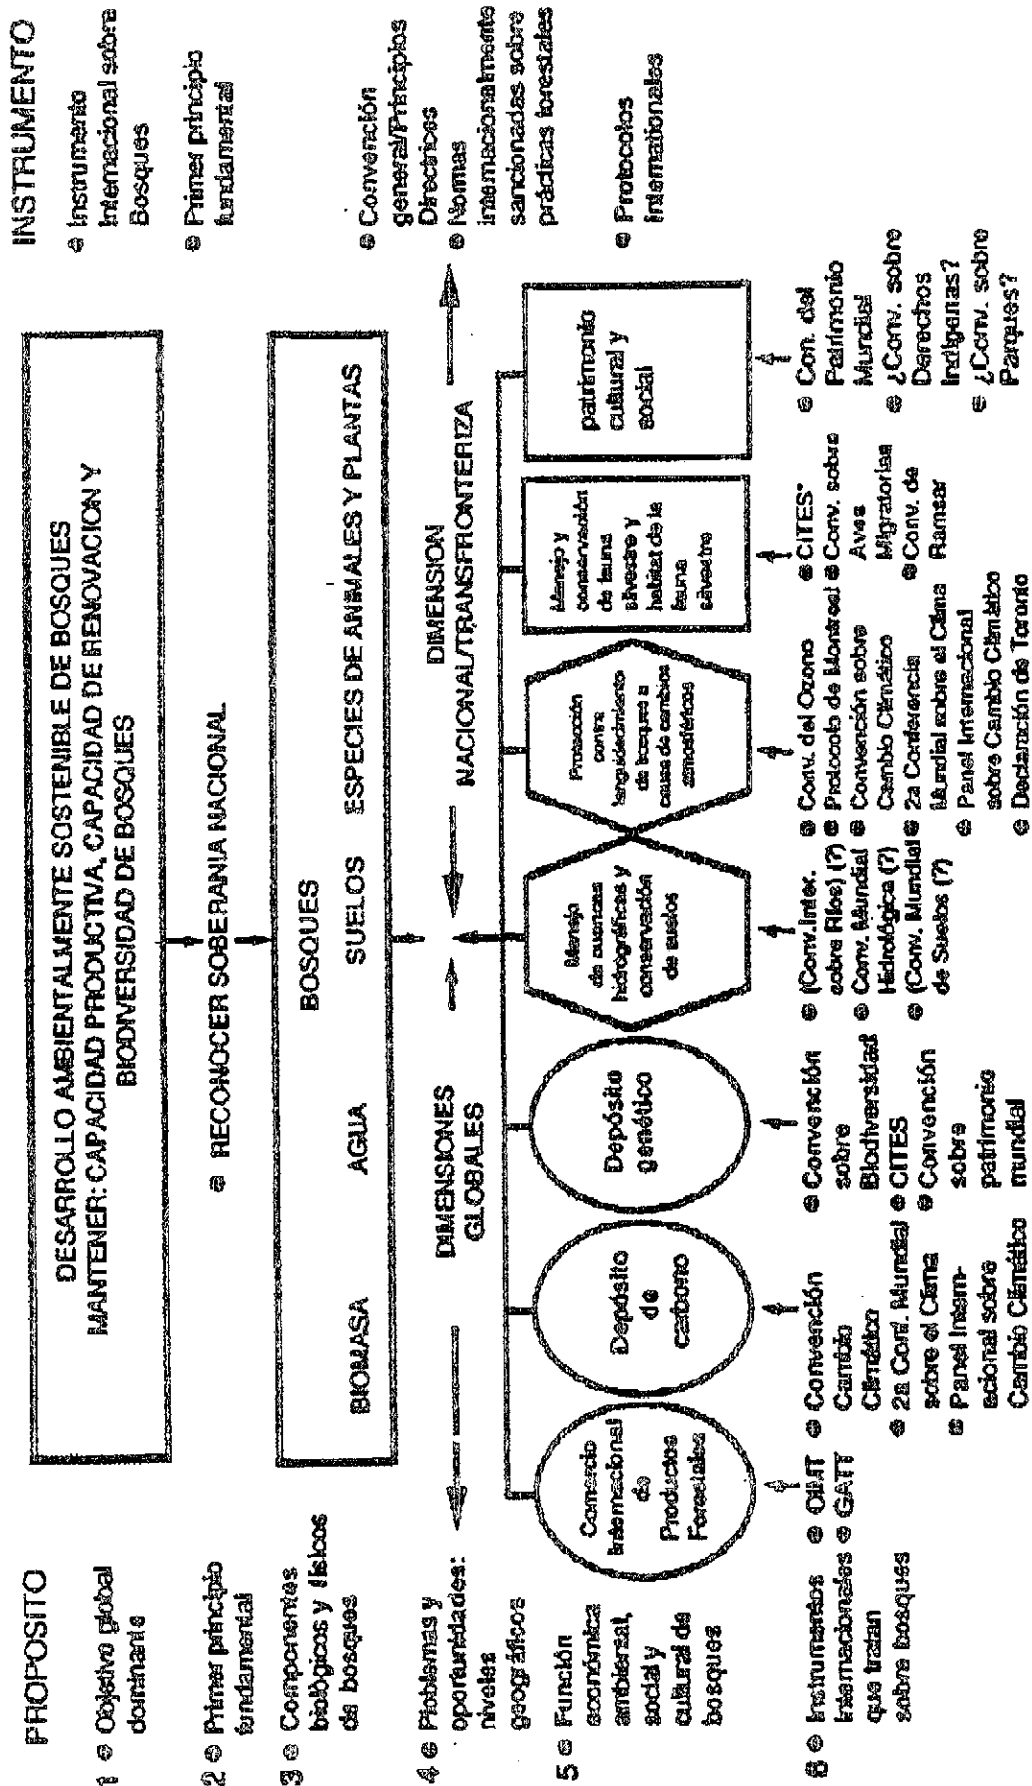 PROPOSITO
1 Objetivo global
dominante
2 Primer principio
fundamental
3 Componentes
biológicos y físicos
de bosques
4 Problemas y
oportunidades:
niveles
geográficos
5 Función
económica
ambiental,
social y
cultural de
bosques
6 Instrumentos
Internacionales
que tratan
sobre bosques
DESARROLLO AMBIENTALMENTE SOSTENIBLE DE BOSQUES
MANTENER: CAPACIDAD PRODUCTIVA, CAPACIDAD DE RENOVACION Y
BIODIVERSIDAD DE BOSQUES
RECONOCER SOBERANIA NACIONAL
BOSQUES
BIOMASA AGUA SUELOS ESPECIES DE ANIMALES Y PLANTAS
DIMENSIONES
GLOBALES
DIMENSION
NACIONAL/TRANSFRONTERIZA
Comercio
Internacional
de
Productos
Forestales
Depósito
de
carbono
Depósito
genético
Manejo
de cuencas
hidrográficas y
conservación
de suelos
Protección
contra
languidecimiento
de bosques a
causa de cambios
atmosféricos
Manejo y
conservación
de fauna
silvestre y
habitat de la
fauna
silvestre
patrimonio
cultural y
social
OIMT
GATT
Convención
Cambio
Climático
2a Conf. Mundial
sobre el Clima
Panel Intern-
acional sobre
Cambio Climático
Convención
sobre
Biodiversidad
CITES
Convención
sobre
patrimonio
mundial
(Conv. Inter.
sobre Ríos) (?)
Conv. Mundial
Hidrológica (?)
(Conv. Mundial
de Suelos (?)
Conv. del Ozono
Protocolo de Montreal
Convención sobre
Cambio Climático
2a Conferencia
Mundial sobre el Clima
Panel Internacional
sobre Cambio Climático
Declaración de Toronto
CITES*
Conv. sobre
Aves
Migratorias
Conv. de
Ramsar
Con. del
Patrimonio
Mundial
¿Conv. sobre
Derechos
Indígenas?
¿Conv. sobre
Parques?
INSTRUMENTO
Instrumento
Internacional sobre
Bosques
Primer principio
fundamental
Convención
general/Principios
Directrices
Normas
internacionalmente
sancionadas sobre
prácticas forestales
Protocolos
Internationales